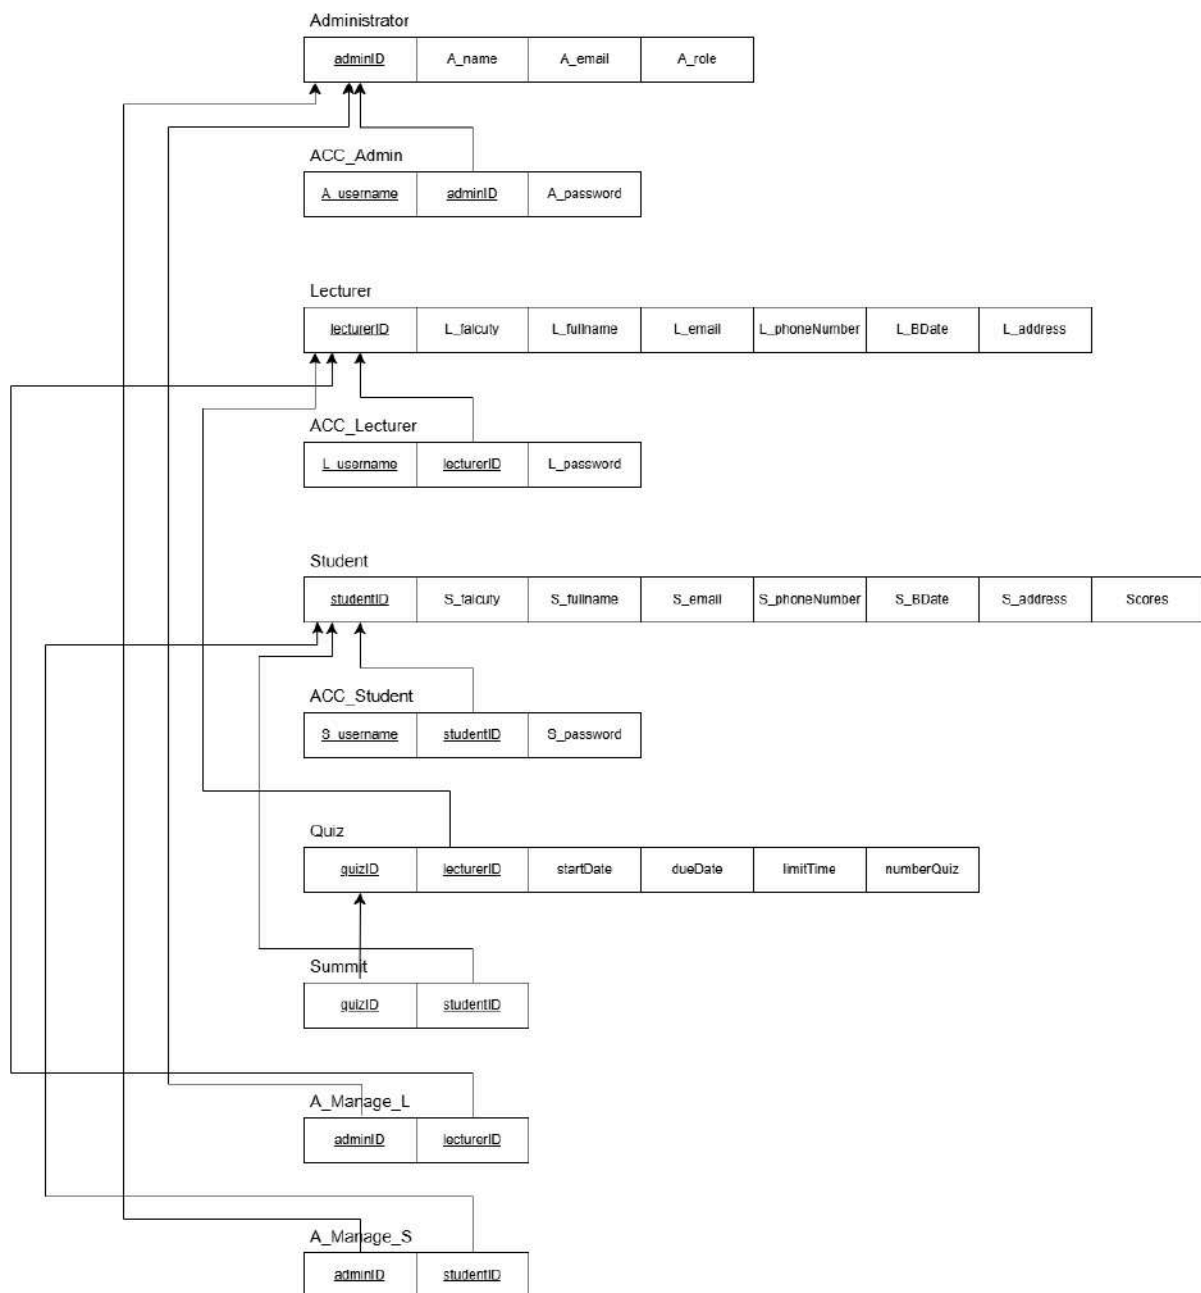 Administrator
adminID A_name A_email A_role
ACC_Admin
A_username adminID A_password
Lecturer
lecturerID L_falcuty L_fullname L_email L_phoneNumber L_BDate L_address
ACC_Lecturer
L_username lecturerID L_password
Student
studentID S_falcuty S_fullname S_email S_phoneNumber S_BDate S_address Scores
ACC_Student
S_username studentID S_password
Quiz
quizID lecturerID startDate dueDate limitTime numberQuiz
Summit
quizID studentID
A_Manage_L
adminID lecturerID
A_Manage_S
adminID studentID